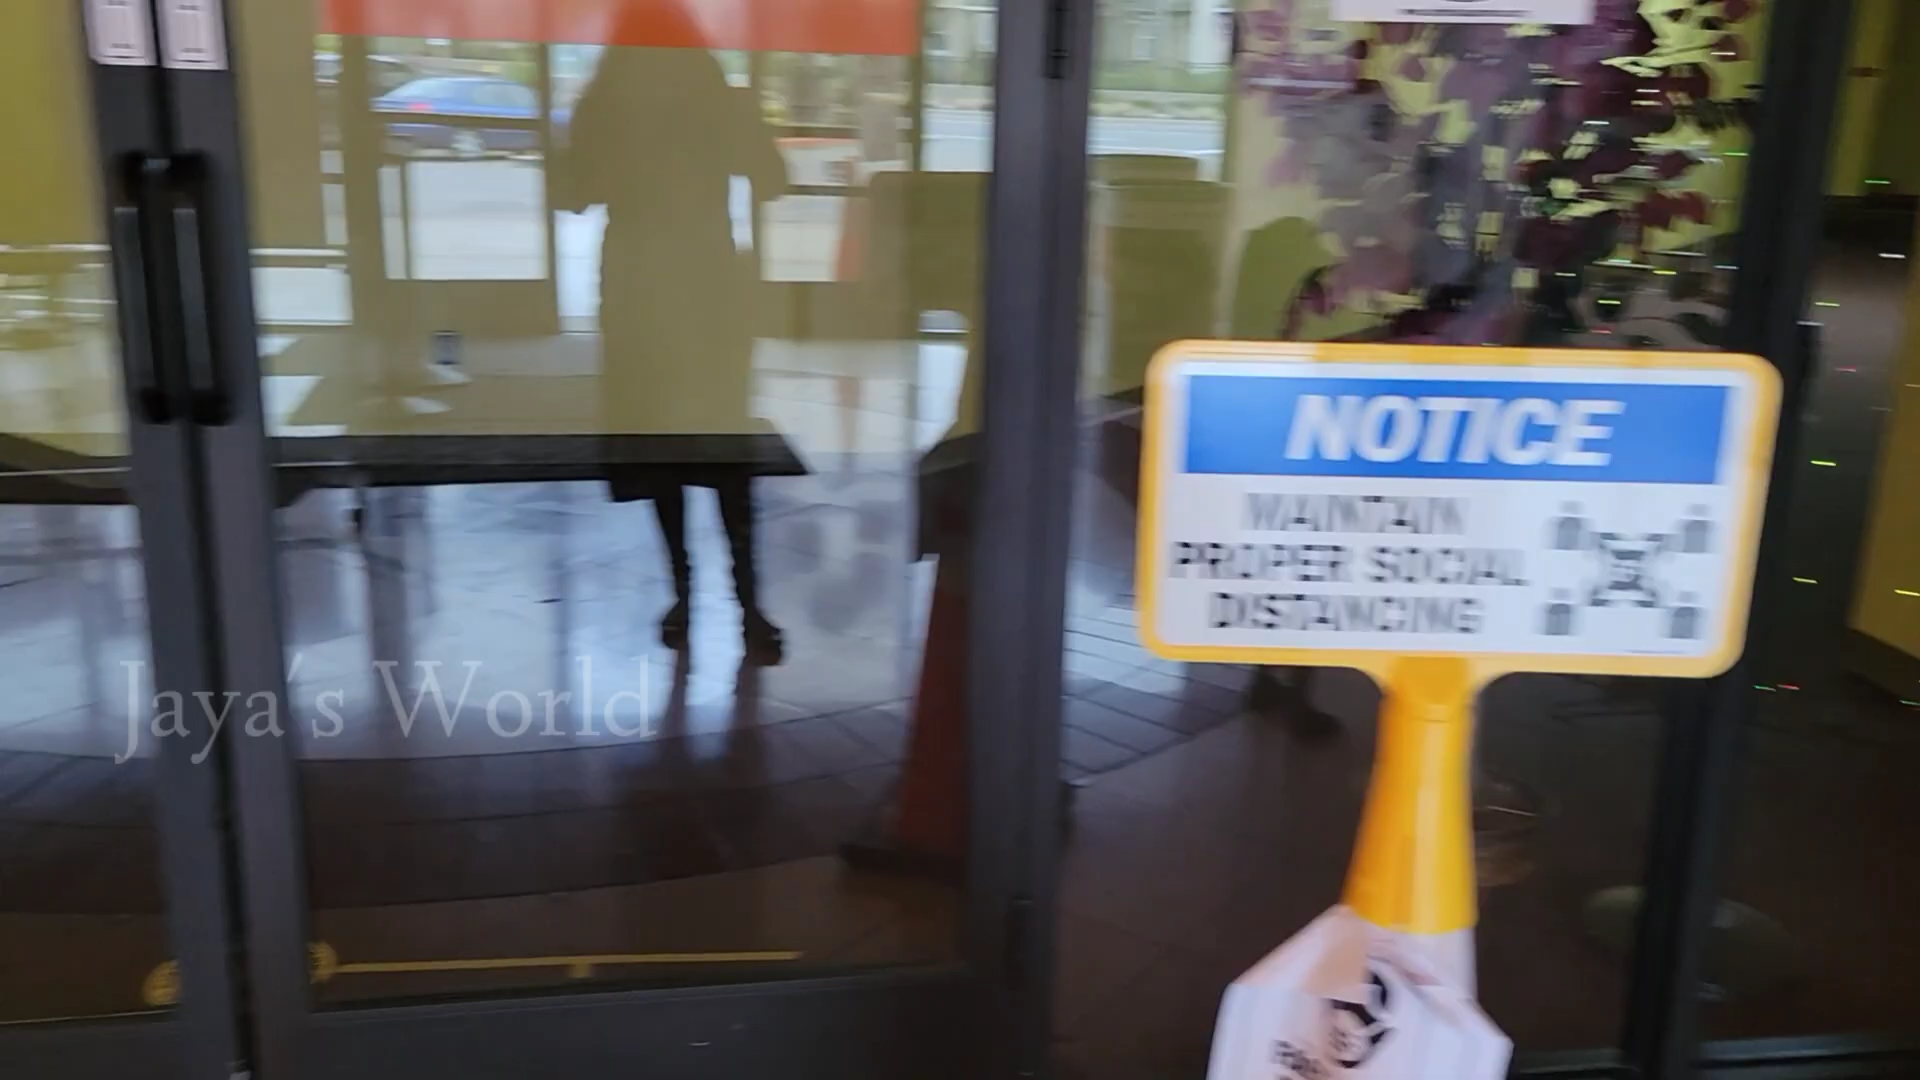 NOTICE
MAINTAIN
PROPER SOCIAL
DISTANCING
Jaya's World